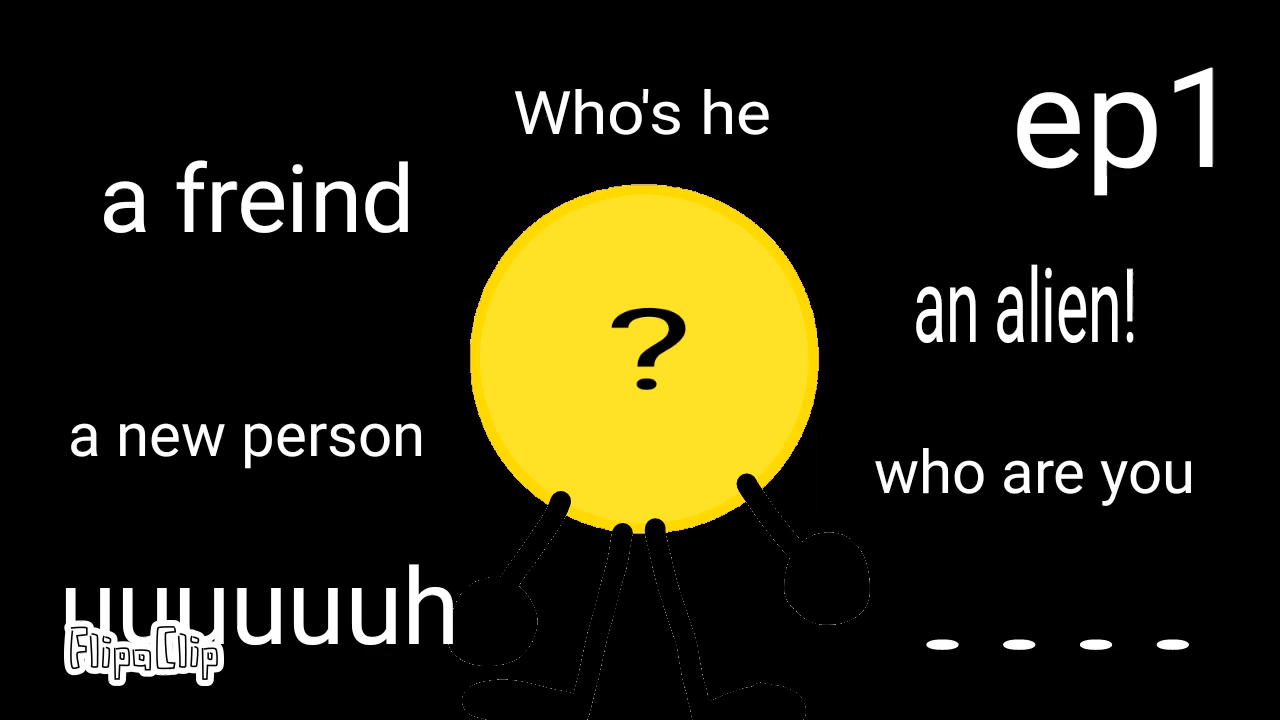 Who's he
ep1
a freind
an alien!
?
a new person
who are you
uuuuuuh
FlipaClip
- - - -